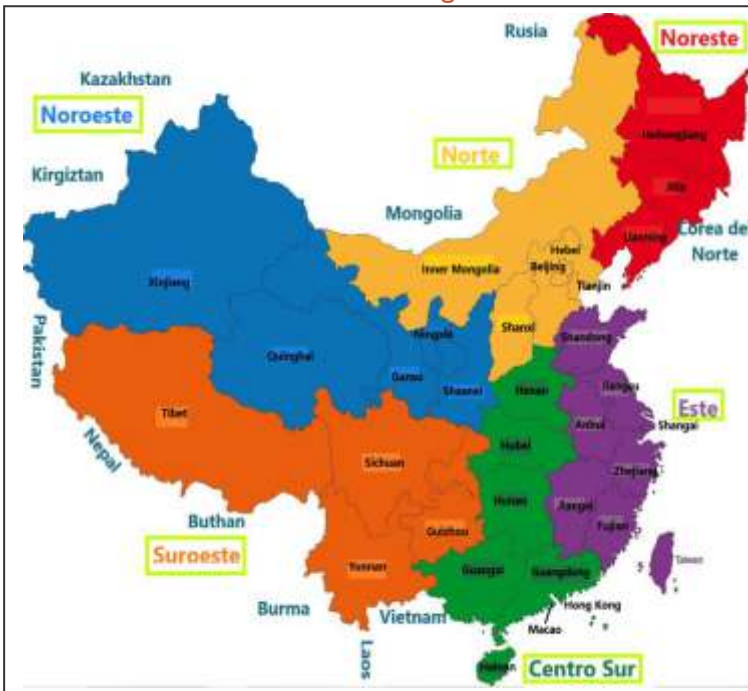 Rusia
Noreste
Kazakhstan
Noroeste
Heilongjiang
Norte
Kirgiztan
Jilin
Mongolia
Liaoning
Corea de Norte
Hebei
Inner Mongolia
Beijing
Xinjiang
Tianjin
Pakistan
Ningxia
Shanxi
Shandong
Quinghai
Gansu
Shaanxi
Henan
Jiangsu
Este
Tibet
Anhui
Shangai
Nepal
Hubei
Sichuan
Zhejiang
Hunan
Jiangxi
Buthan
Guizhou
Fujian
Suroeste
Yunnan
Guangxi
Guangdong
Taiwan
Burma
Vietnam
Hong Kong
Macao
Laos
Hainan
Centro Sur